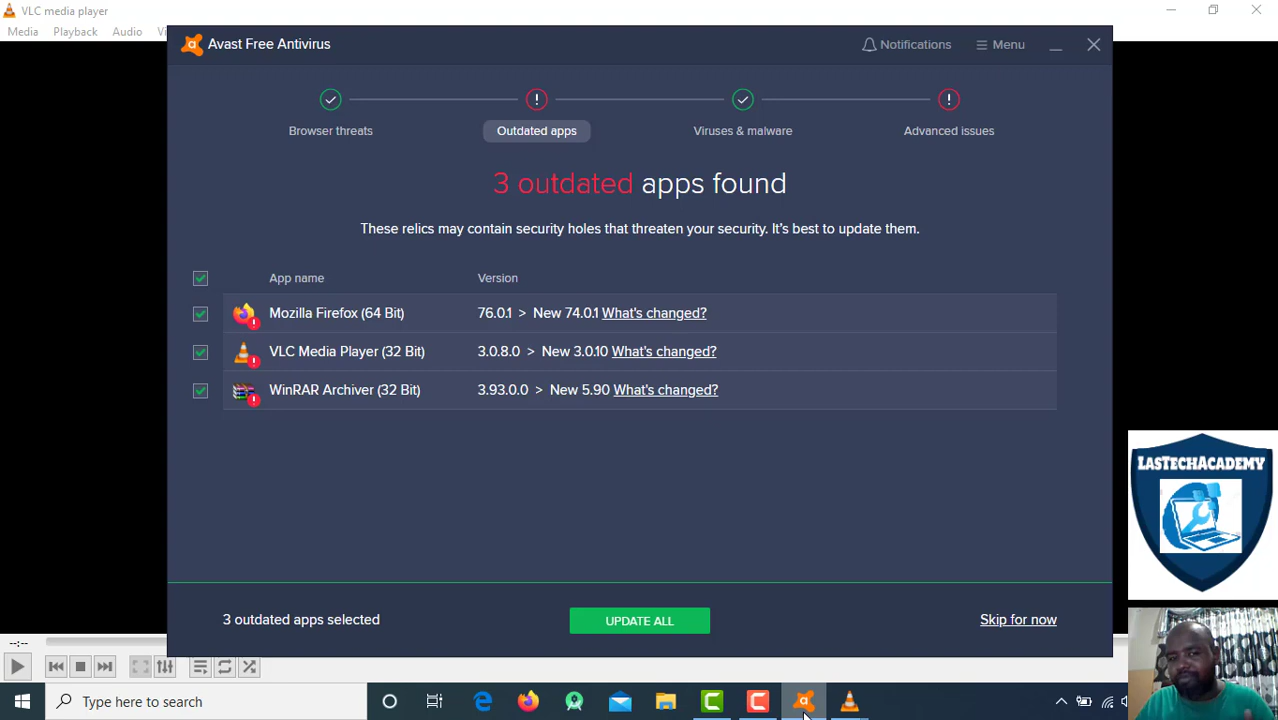 VLC media player
Media Playback Audio Vi
Avast Free Antivirus
Notifications
Menu
Browser threats
Outdated apps
Viruses & malware
Advanced issues
3 outdated apps found
These relics may contain security holes that threaten your security. It's best to update them.
App name Version
Mozilla Firefox (64 Bit) 76.0.1 > New 74.0.1 What's changed?
VLC Media Player (32 Bit) 3.0.8.0 > New 3.0.10 What's changed?
WinRAR Archiver (32 Bit) 3.93.0.0 > New 5.90 What's changed?
LasTechAcademy
3 outdated apps selected
UPDATE ALL
Skip for now
--:--
Type here to search